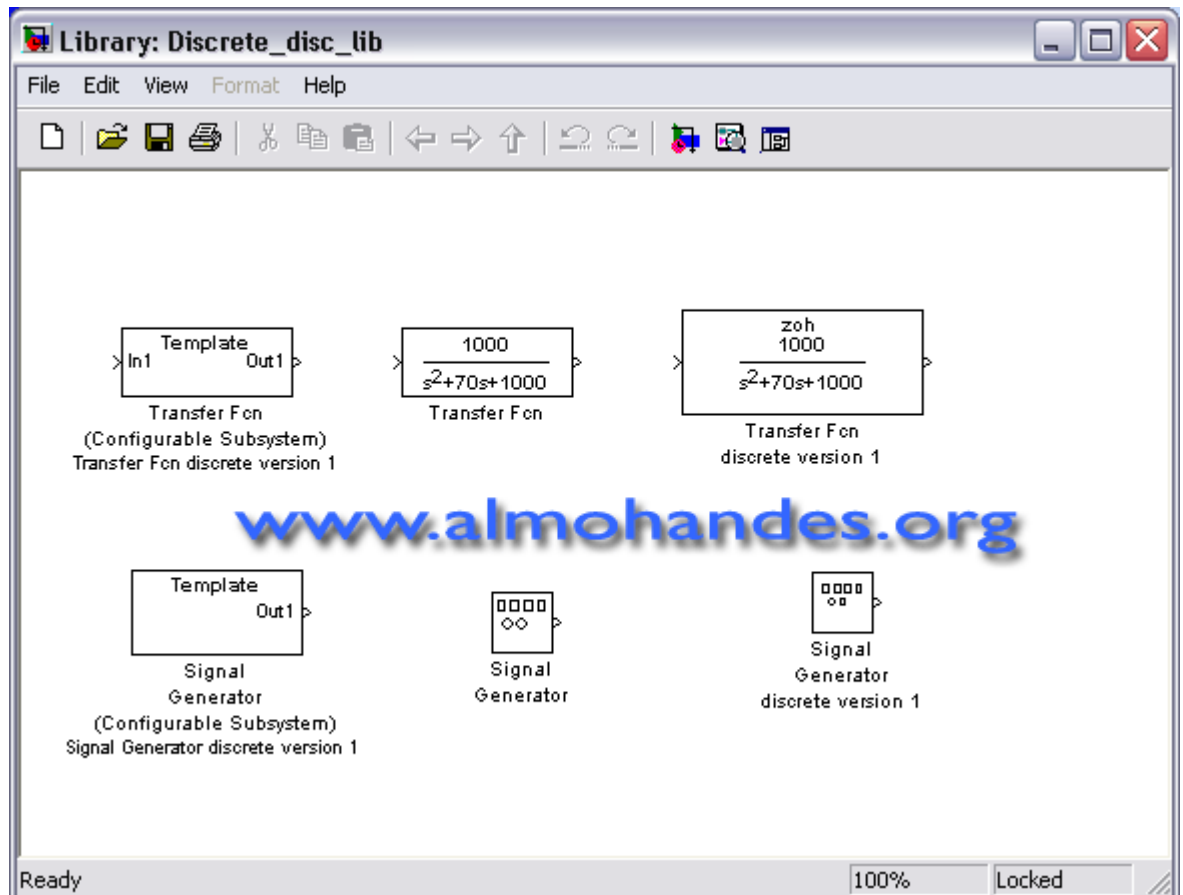 Library: Discrete_disc_lib
File Edit View Format Help
Template
In1 Out1
Transfer Fcn
(Configurable Subsystem)
Transfer Fcn discrete version 1
1000
s²+70s+1000
Transfer Fcn
zoh
1000
s²+70s+1000
Transfer Fcn
discrete version 1
www.almohandes.org
Template
Out1
Signal
Generator
(Configurable Subsystem)
Signal Generator discrete version 1
Signal
Generator
Signal
Generator
discrete version 1
Ready 100% Locked